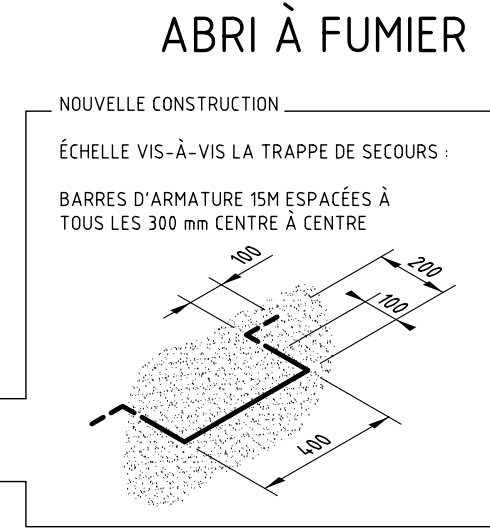 ABRI À FUMIER
NOUVELLE CONSTRUCTION
ÉCHELLE VIS-À-VIS LA TRAPPE DE SECOURS :
BARRES D'ARMATURE 15M ESPACÉES À
TOUS LES 300 mm CENTRE À CENTRE
100
200
100
400